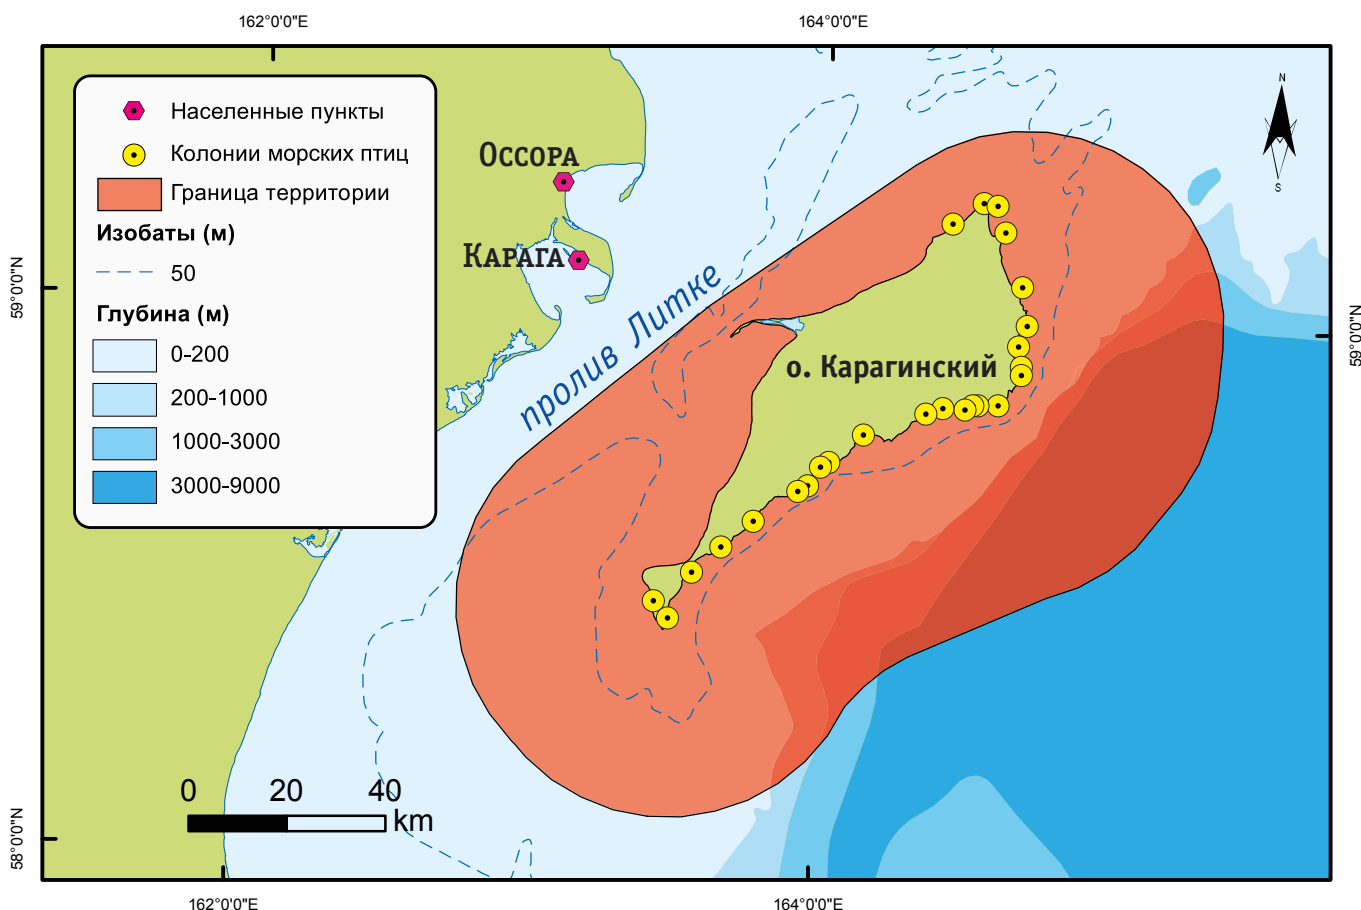 162°0'0"E
164°0'0"E
Населенные пункты
Колонии морских птиц
Граница территории
Изобаты (м)
50
Глубина (м)
0-200
200-1000
1000-3000
3000-9000
Оссора
Карага
пролив Литке
о. Карагинский
N
S
59°0'0"N
59°0'0"N
58°0'0"N
0 20 40
km
162°0'0"E
164°0'0"E